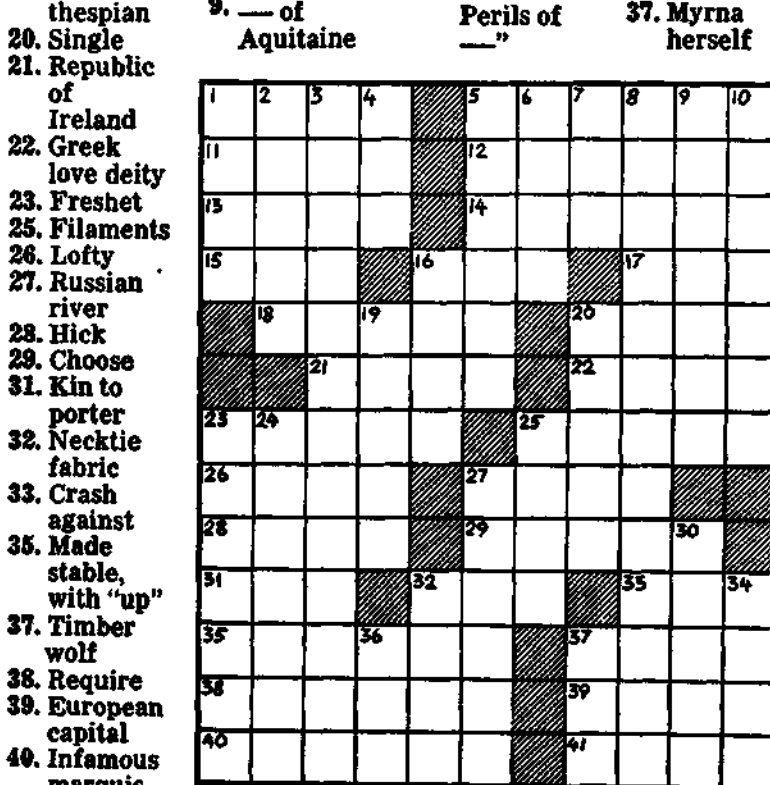 thespian
20. Single
21. Republic
of
Ireland
22. Greek
love deity
23. Freshet
25. Filaments
26. Lofty
27. Russian
river
28. Hick
29. Choose
31. Kin to
porter
32. Necktie
fabric
33. Crash
against
35. Made
stable,
with “up”
37. Timber
wolf
38. Require
39. European
capital
40. Infamous
marquis
9. — of
Aquitaine
Perils of
—”
37. Myrna
herself
1 2 3 4 5 6 7 8 9 10
11 12
13 14
15 16 17
18 19 20
21 22
23 24 25
26 27
28 29 30
31 32 33 34
35 36 37
38 39
40 41